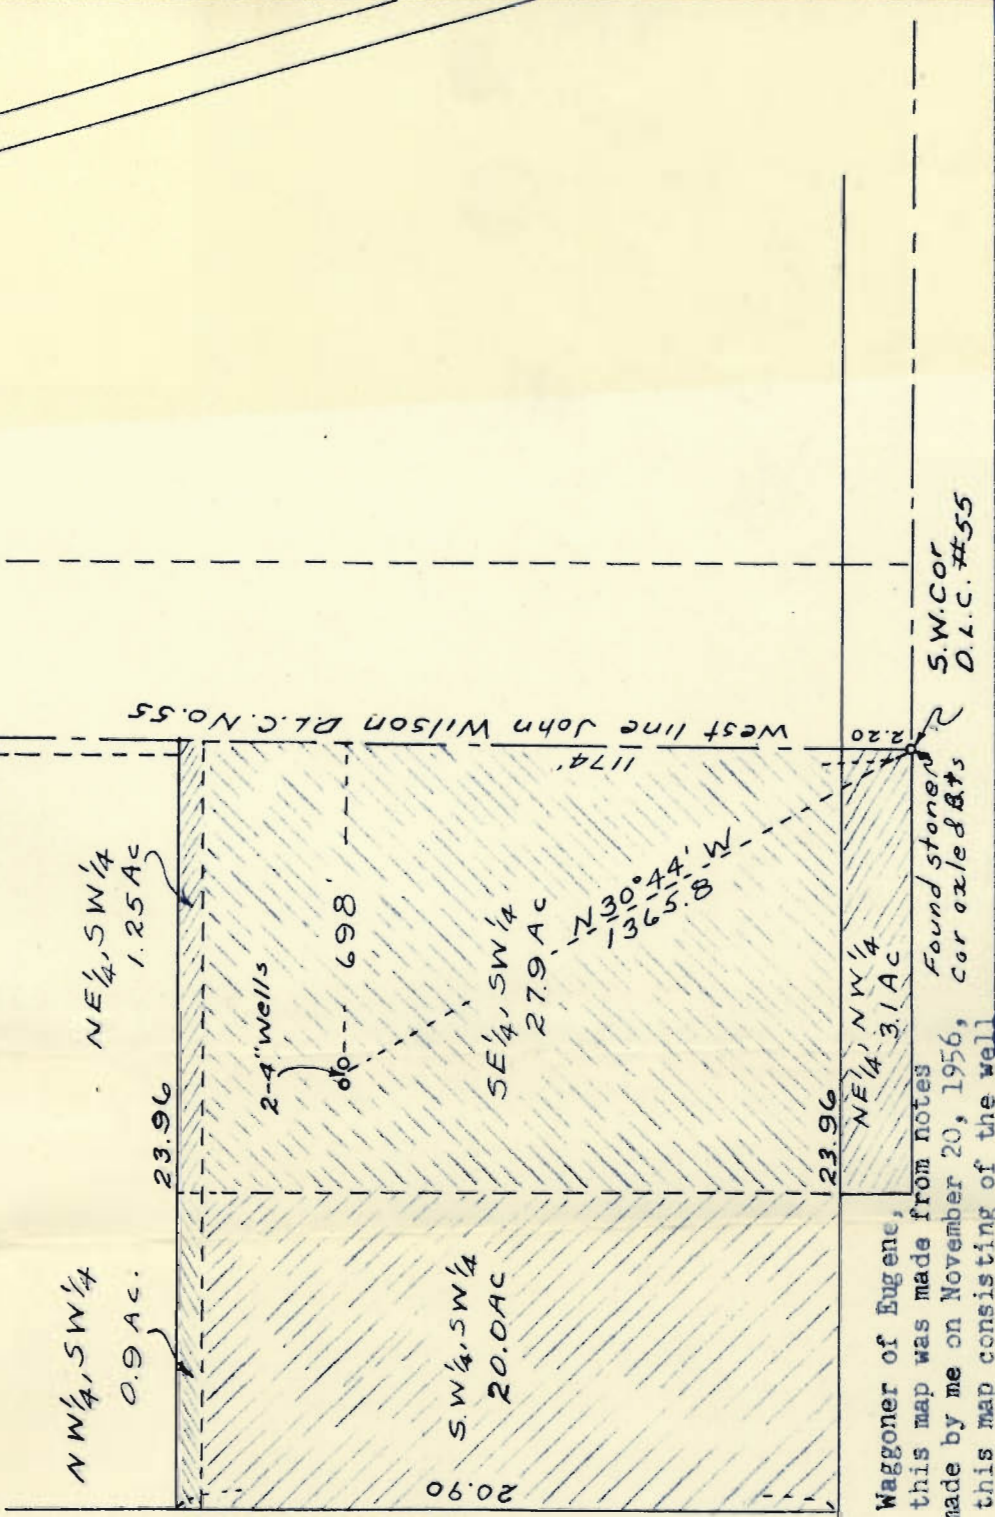 NW¼, SW¼
0.9 Ac.
NE¼, SW¼
1.25 Ac
23.96
2-4" wells
698'
West line John Wilson D.L.C. No.55
1174'
SE¼, SW¼
27.9 Ac
N 30° 44' W
1365.8
S.W¼, SW¼
20.0AC
20.90
23.96
2.20
NE¼, NW¼
3.1 Ac
S.W. Cor
D.L.C. #55
Found stone
Car axle & Bts
Waggoner of Eugene,
this map was made from notes
made by me on November 20, 1956,
this map consisting of the well